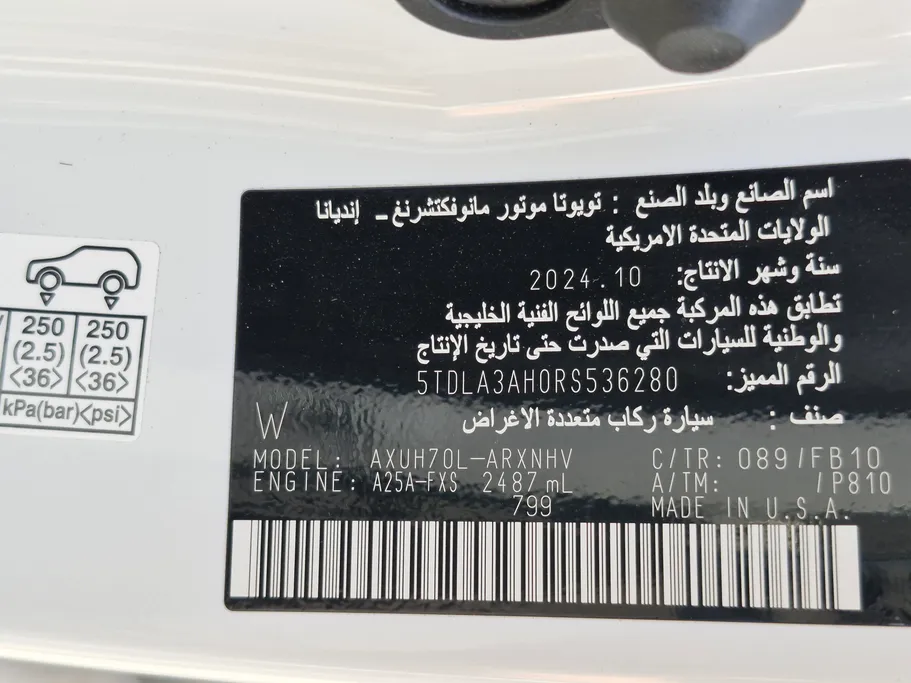 اسم الصانع وبلد الصنع : تويوتا موتور مانوفكتشرنغ - إنديانا
الولايات المتحدة الامريكية
سنة وشهر الانتاج: 2024.10
تطابق هذه المركبة جميع اللوائح الفنية الخليجية
والوطنية للسيارات التي صدرت حتى تاريخ الإنتاج
الرقم المميز: 5TDLA3AH0RS536280
صنف : سيارة ركاب متعددة الاغراض
W
MODEL: AXUH70L-ARXNHV C/TR: 089/FB10
ENGINE: A25A-FXS 2487 mL A/TM: /P810
799 MADE IN U.S.A.
250 250
(2.5) (2.5)
<36> <36>
kPa(bar)<psi>